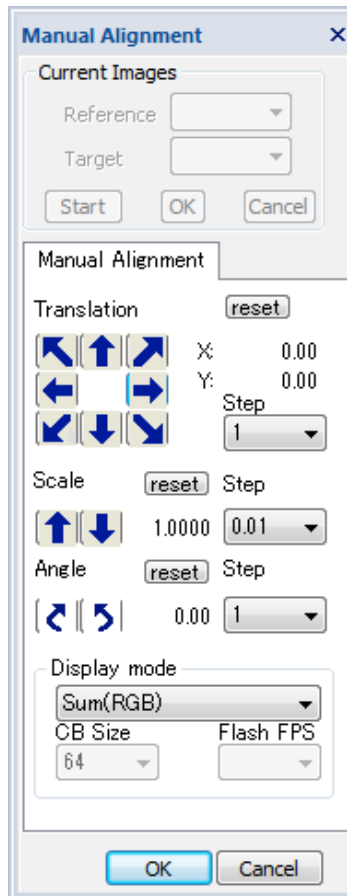 Manual Alignment
Current Images
Reference
Target
Start OK Cancel
Manual Alignment
Translation reset
X: 0.00
Y: 0.00
Step
1
Scale reset Step
1.0000 0.01
Angle reset Step
0.00 1
Display mode
Sum(RGB)
CB Size Flash FPS
64
OK Cancel